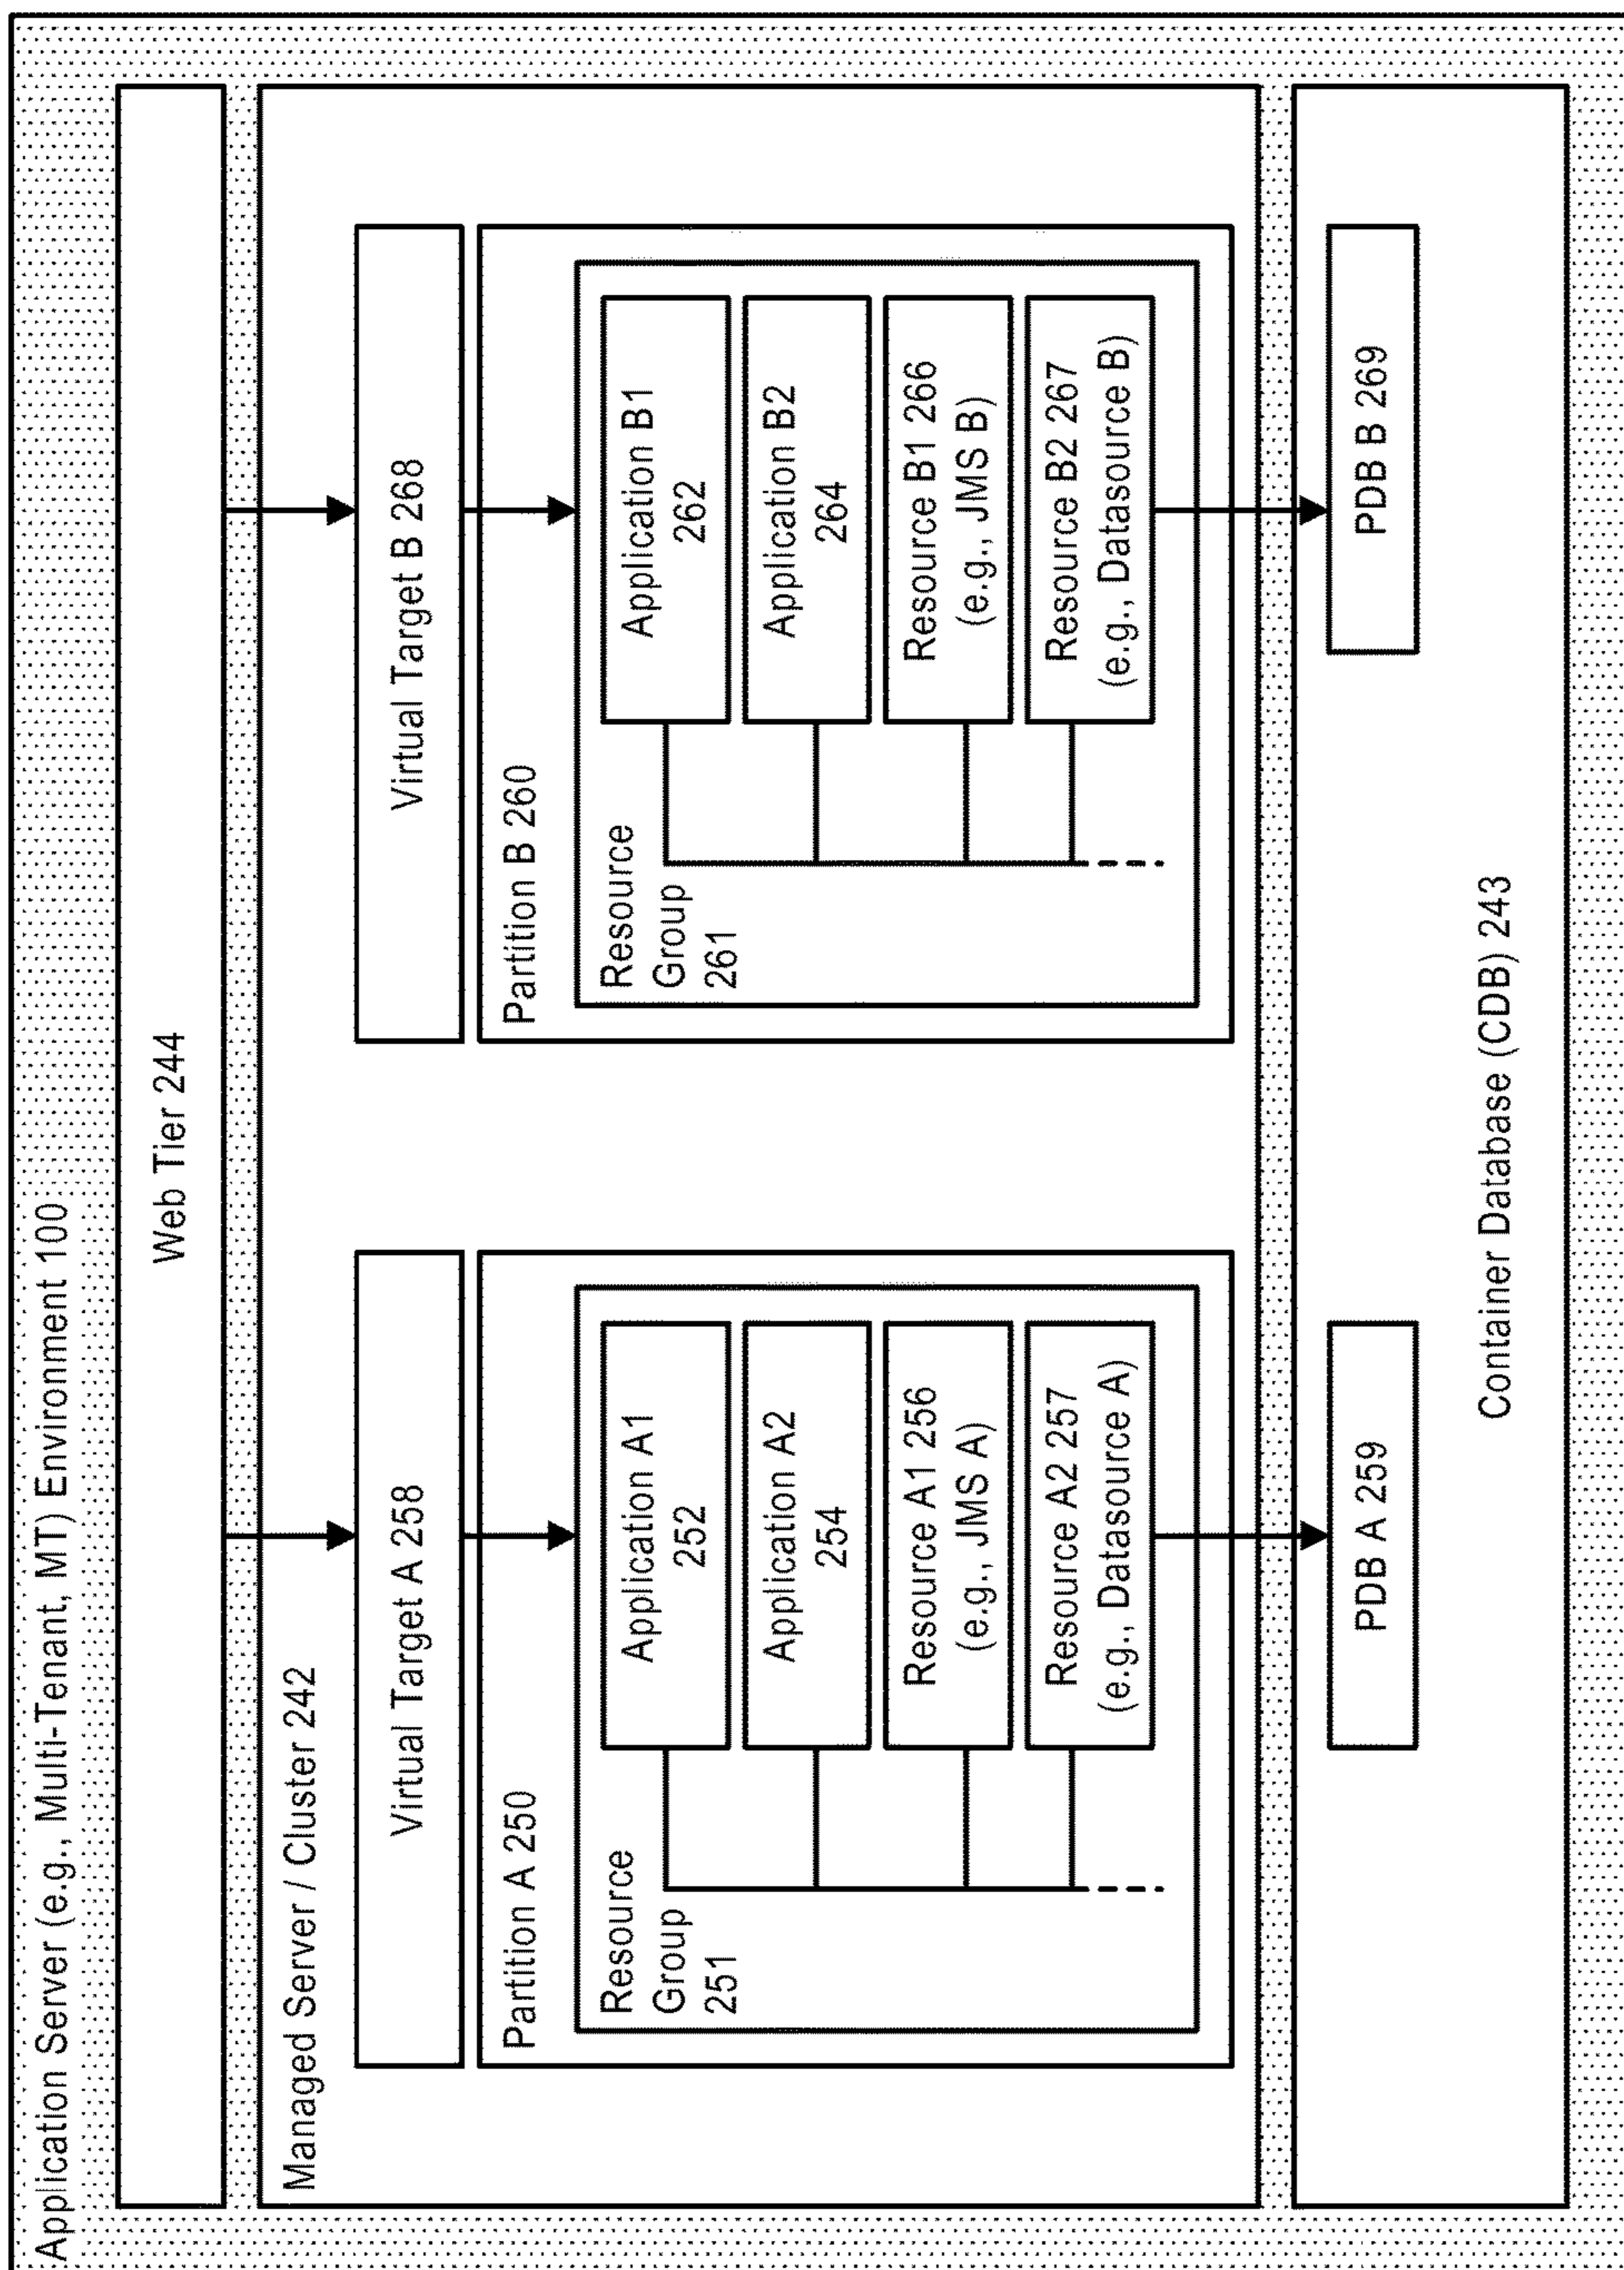 Application Server (e.g., Multi-Tenant, MT) Environment 100
Web Tier 244
Managed Server / Cluster 242
Virtual Target A 258
Partition A 250
Resource
Group
251
Application A1
252
Application A2
254
Resource A1 256
(e.g., JMS A)
Resource A2 257
(e.g., Datasource A)
Virtual Target B 268
Partition B 260
Resource
Group
261
Application B1
262
Application B2
264
Resource B1 266
(e.g., JMS B)
Resource B2 267
(e.g., Datasource B)
PDB A 259
PDB B 269
Container Database (CDB) 243